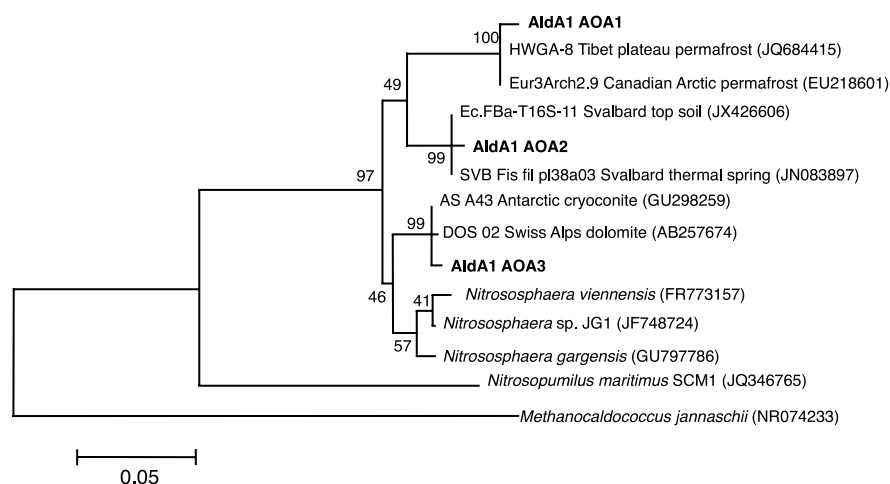 AldA1 AOA1
100
HWGA-8 Tibet plateau permafrost (JQ684415)
Eur3Arch2.9 Canadian Arctic permafrost (EU218601)
49
Ec.FBa-T16S-11 Svalbard top soil (JX426606)
AldA1 AOA2
99
SVB Fis fil pl38a03 Svalbard thermal spring (JN083897)
97
AS A43 Antarctic cryoconite (GU298259)
99
DOS 02 Swiss Alps dolomite (AB257674)
AldA1 AOA3
46
Nitrososphaera viennensis (FR773157)
41
Nitrososphaera sp. JG1 (JF748724)
57
Nitrososphaera gargensis (GU797786)
Nitrosopumilus maritimus SCM1 (JQ346765)
Methanocaldococcus jannaschii (NR074233)
0.05